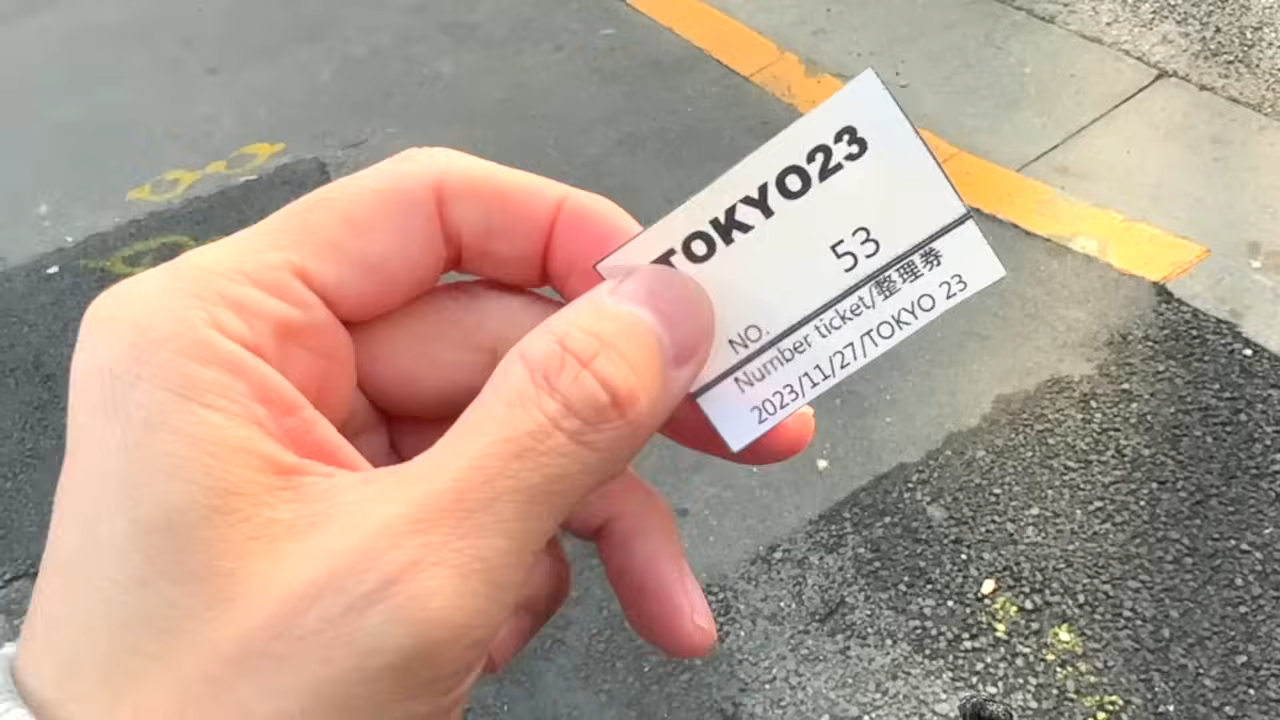 TOKYO23
NO. 53
Number ticket/整理券
2023/11/27/TOKYO 23